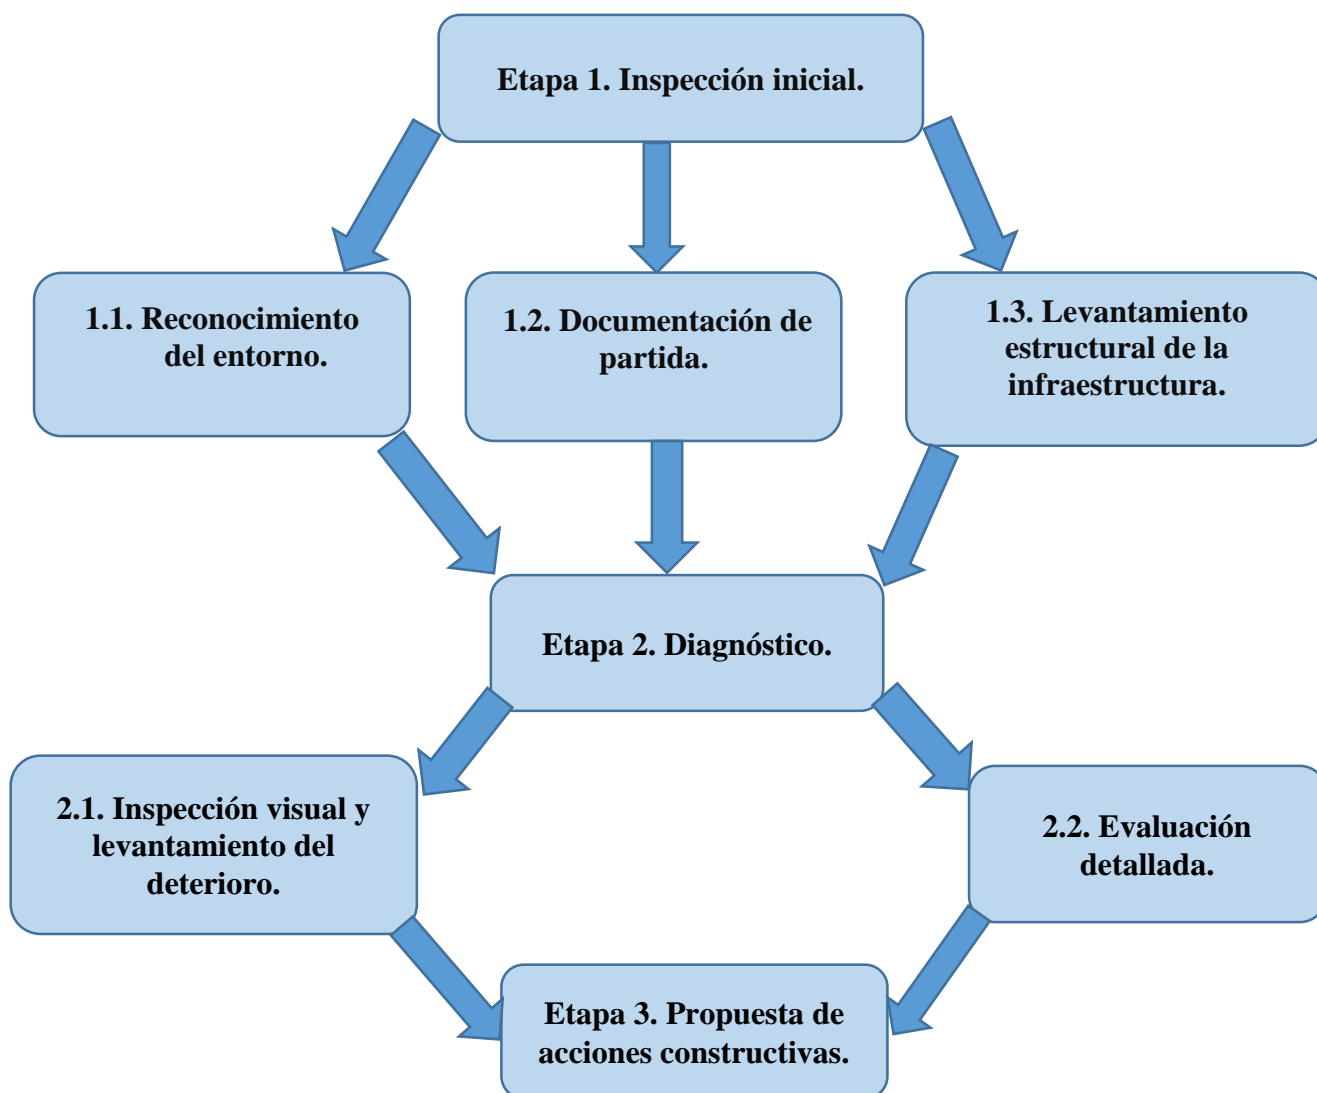 Etapa 1. Inspección inicial.
1.1. Reconocimiento
del entorno.
1.2. Documentación de
partida.
1.3. Levantamiento
estructural de la
infraestructura.
Etapa 2. Diagnóstico.
2.1. Inspección visual y
levantamiento del
deterioro.
2.2. Evaluación
detallada.
Etapa 3. Propuesta de
acciones constructivas.